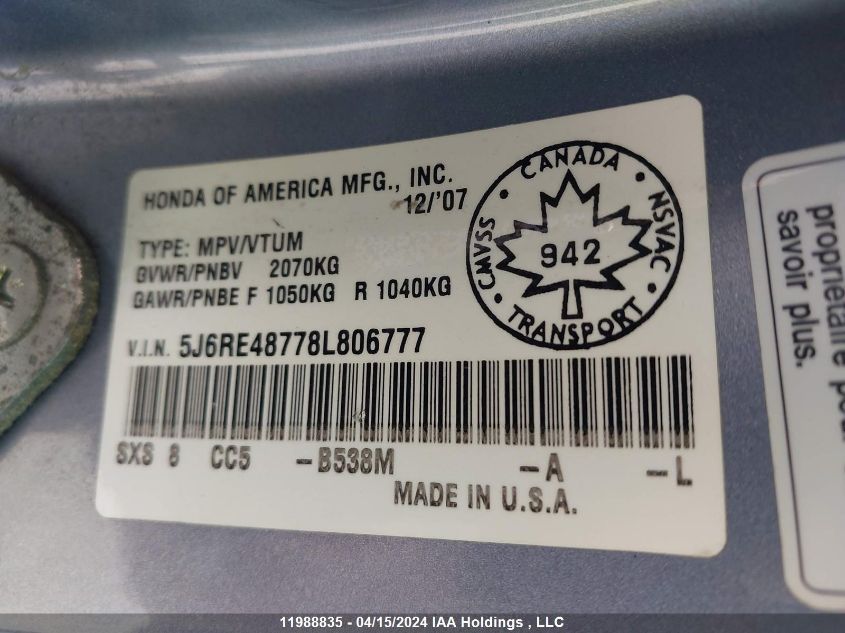 HONDA OF AMERICA MFG., INC.
12/'07
TYPE: MPV/VTUM
GVWR/PNBV 2070KG
GAWR/PNBE F 1050KG R 1040KG
V.I.N. 5J6RE48778L806777
SXS 8 CC5 -B538M -A -L
MADE IN U.S.A.
CANADA
CMVSS
942
NSVAC
TRANSPORT
propriétaire pour
savoir plus.
11988835 - 04/15/2024 IAA Holdings , LLC